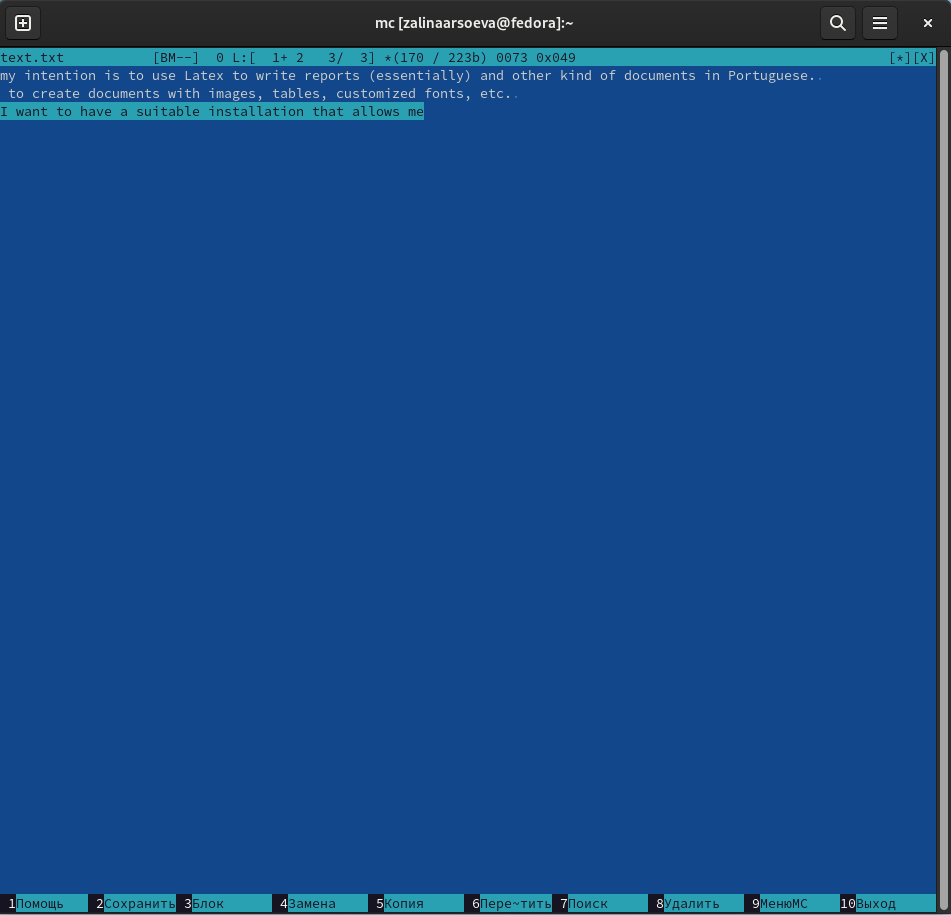 mc [zalinaarsoeva@fedora]:~
text.txt [BM--] 0 L:[ 1+ 2 3/ 3] *(170 / 223b) 0073 0x049 [*][X]
my intention is to use Latex to write reports (essentially) and other kind of documents in Portuguese..
to create documents with images, tables, customized fonts, etc..
I want to have a suitable installation that allows me
1Помощь 2Сохранить 3Блок 4Замена 5Копия 6Пере~тить 7Поиск 8Удалить 9МенюMC 10Выход